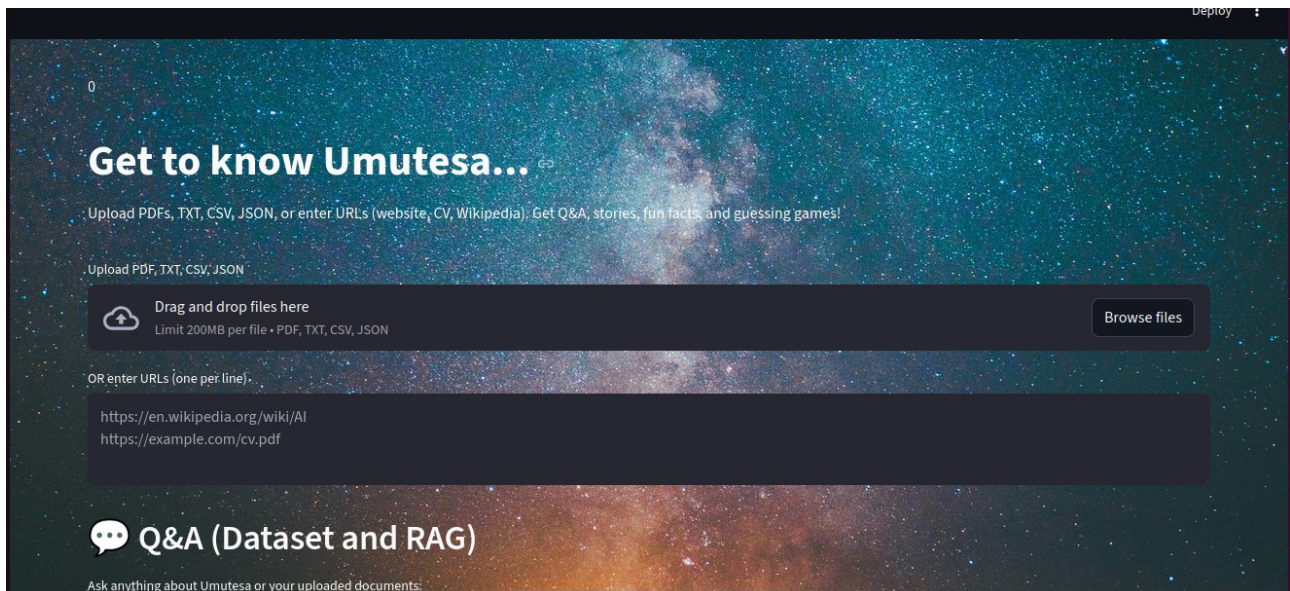 Deploy
0
Get to know Umutesa...
Upload PDFs, TXT, CSV, JSON, or enter URLs (website, CV, Wikipedia). Get Q&A, stories, fun facts, and guessing games!
Upload PDF, TXT, CSV, JSON
Drag and drop files here
Limit 200MB per file • PDF, TXT, CSV, JSON
Browse files
OR enter URLs (one per line)
https://en.wikipedia.org/wiki/AI
https://example.com/cv.pdf
💬 Q&A (Dataset and RAG)
Ask anything about Umutesa or your uploaded documents: